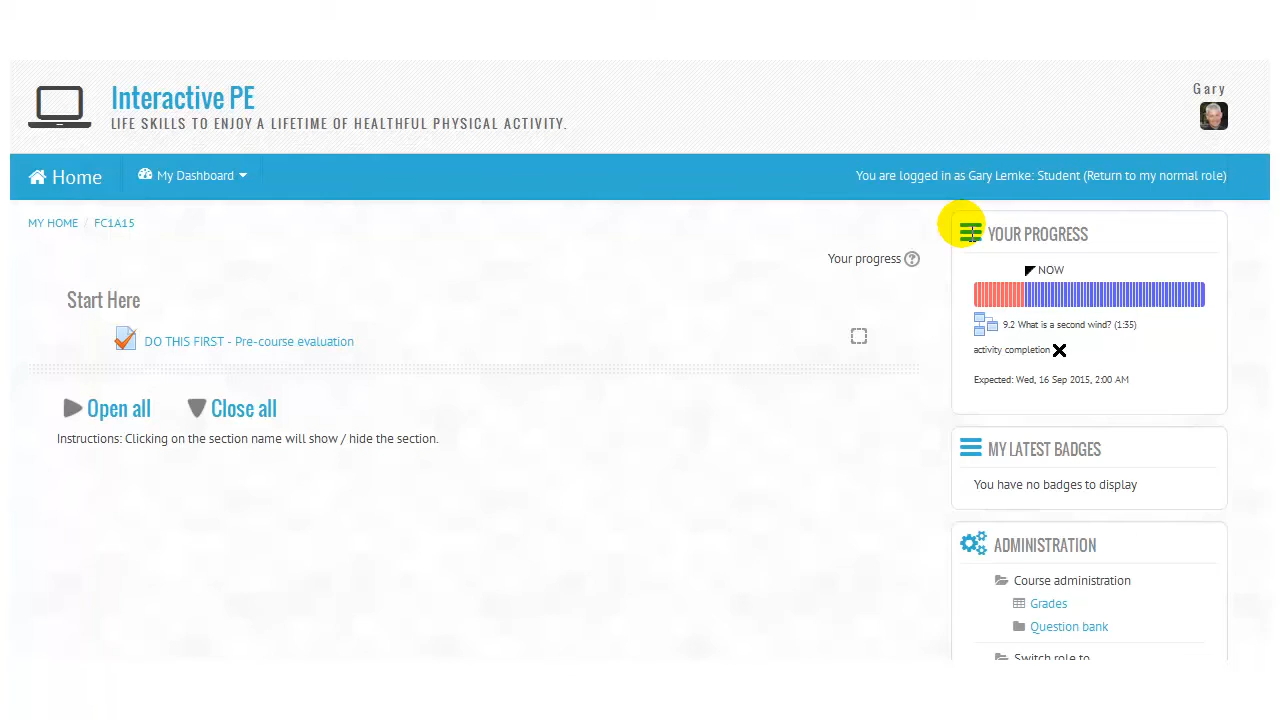 Interactive PE
LIFE SKILLS TO ENJOY A LIFETIME OF HEALTHFUL PHYSICAL ACTIVITY.
Gary
Home
My Dashboard
You are logged in as Gary Lemke: Student (Return to my normal role)
MY HOME / FC1A15
Your progress ?
Start Here
DO THIS FIRST - Pre-course evaluation
Open all
Close all
Instructions: Clicking on the section name will show / hide the section.
YOUR PROGRESS
NOW
9.2 What is a second wind? (1:35)
activity completion
Expected: Wed, 16 Sep 2015, 2:00 AM
MY LATEST BADGES
You have no badges to display
ADMINISTRATION
Course administration
Grades
Question bank
Switch role to